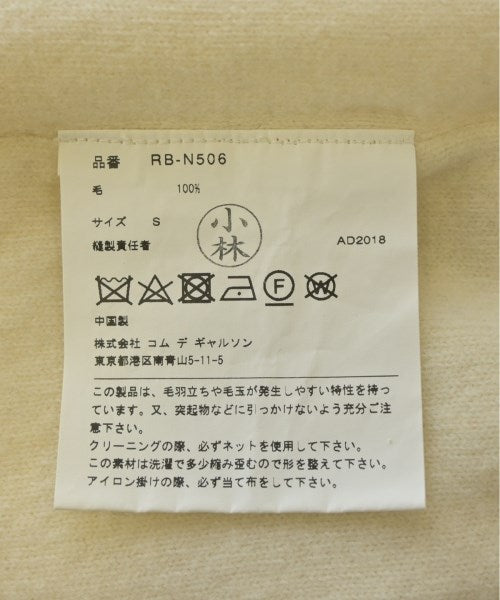 品番 RB-N506
毛 100%
サイズ S
小林
縫製責任者
AD2018
F W
中国製
株式会社 コム デ ギャルソン
東京都港区南青山5-11-5
この製品は、毛羽立ちや毛玉が発生しやすい特性を持っ
ています。又、突起物などに引っかけないよう充分ご注
意下さい。
クリーニングの際、必ずネットを使用して下さい。
この素材は洗濯で多少縮み歪むので形を整えて下さい。
アイロン掛けの際、必ず当て布をして下さい。